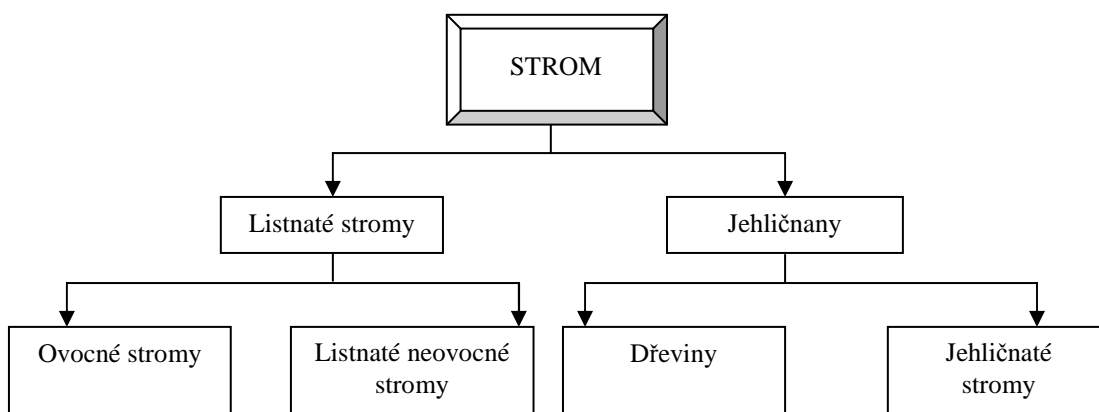 STROM
Listnaté stromy
Jehličnany
Ovocné stromy
Listnaté neovocné
stromy
Dřeviny
Jehličnaté
stromy